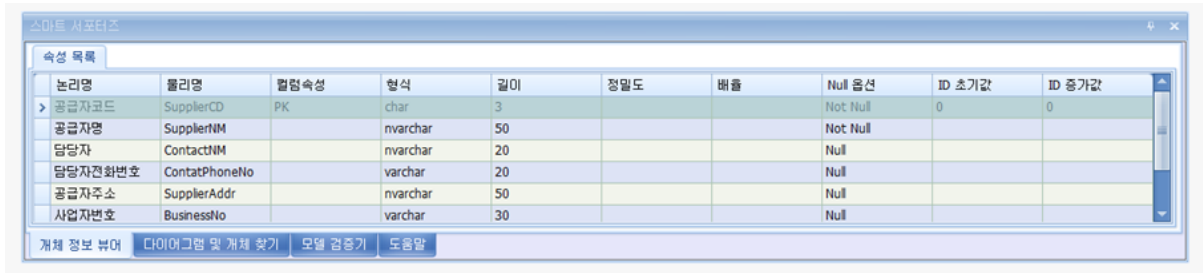 스마트 서포터즈
속성 목록
논리명 물리명 컬럼속성 형식 길이 정밀도 배율 Null 옵션 ID 초기값 ID 증가값
공급자코드 SupplierCD PK char 3 Not Null 0 0
공급자명 SupplierNM nvarchar 50 Not Null
담당자 ContactNM nvarchar 20 Null
담당자전화번호 ContatPhoneNo varchar 20 Null
공급자주소 SupplierAddr nvarchar 50 Null
사업자번호 BusinessNo varchar 30 Null
개체 정보 뷰어 다이어그램 및 개체 찾기 모델 검증기 도움말